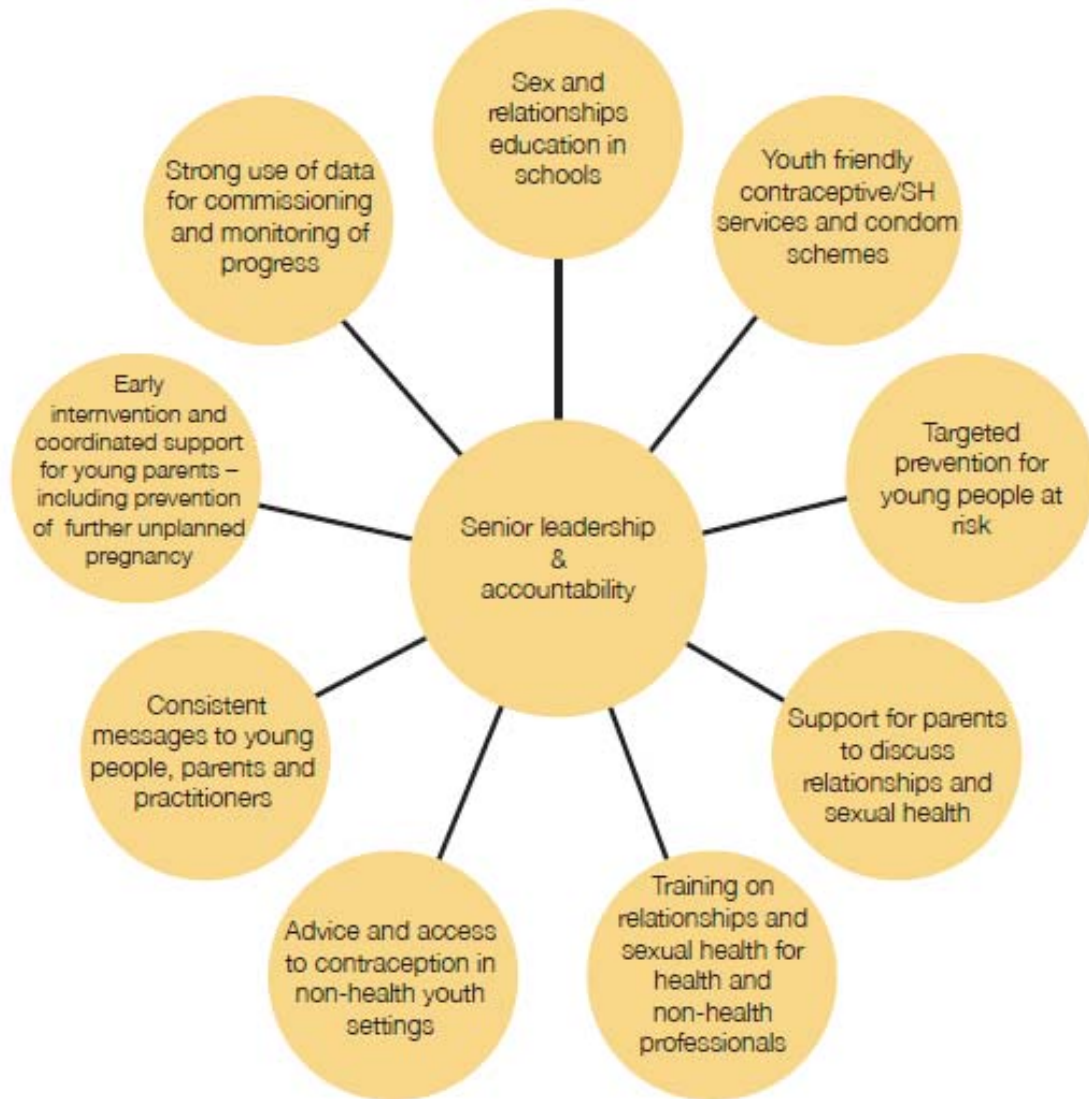 Sex and
relationships
education in
schools
Youth friendly
contraceptive/SH
services and condom
schemes
Targeted
prevention for
young people at
risk
Support for parents
to discuss
relationships and
sexual health
Training on
relationships and
sexual health for
health and
non-health
professionals
Advice and access
to contraception in
non-health youth
settings
Consistent
messages to young
people, parents and
practitioners
Early
internvention and
coordinated support
for young parents –
including prevention
of further unplanned
pregnancy
Strong use of data
for commissioning
and monitoring of
progress
Senior leadership
&
accountability